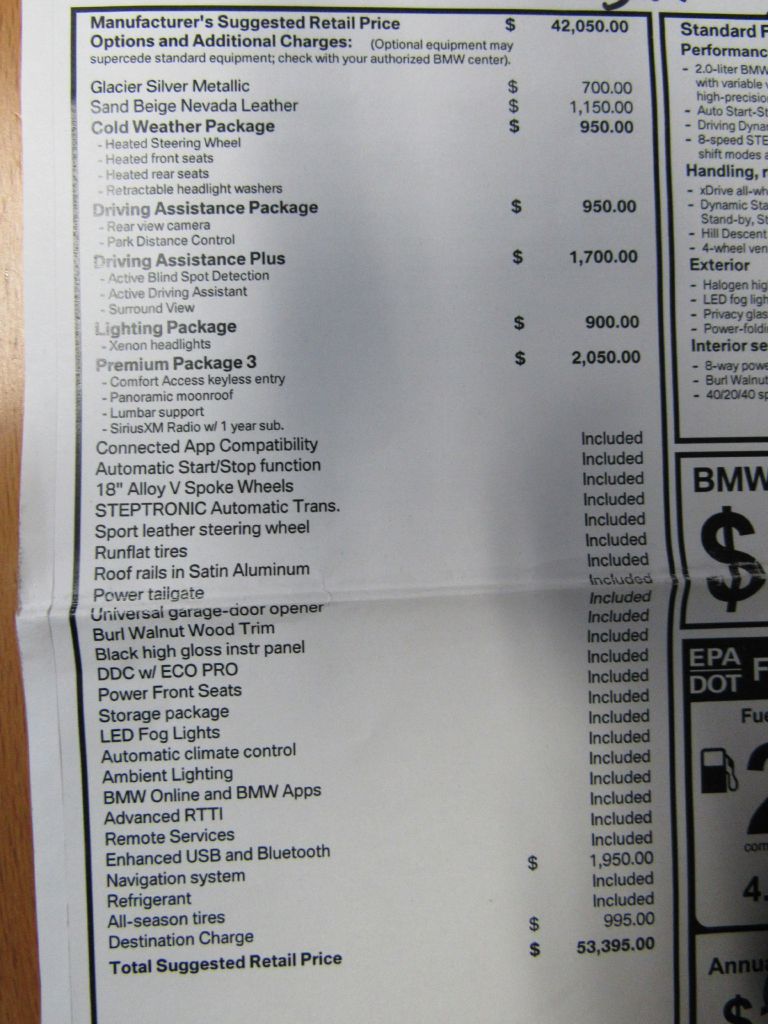 Manufacturer's Suggested Retail Price $ 42,050.00
Options and Additional Charges: (Optional equipment may
supercede standard equipment; check with your authorized BMW center).
Glacier Silver Metallic $ 700.00
Sand Beige Nevada Leather $ 1,150.00
Cold Weather Package $ 950.00
- Heated Steering Wheel
- Heated front seats
- Heated rear seats
- Retractable headlight washers
Driving Assistance Package $ 950.00
- Rear view camera
- Park Distance Control
Driving Assistance Plus $ 1,700.00
- Active Blind Spot Detection
- Active Driving Assistant
- Surround View
Lighting Package $ 900.00
- Xenon headlights
Premium Package 3 $ 2,050.00
- Comfort Access keyless entry
- Panoramic moonroof
- Lumbar support
- SiriusXM Radio w/ 1 year sub.
Connected App Compatibility Included
Automatic Start/Stop function Included
18" Alloy V Spoke Wheels Included
STEPTRONIC Automatic Trans. Included
Sport leather steering wheel Included
Runflat tires Included
Roof rails in Satin Aluminum Included
Power tailgate Included
Universal garage-door opener Included
Burl Walnut Wood Trim Included
Black high gloss instr panel Included
DDC w/ ECO PRO Included
Power Front Seats Included
Storage package Included
LED Fog Lights Included
Automatic climate control Included
Ambient Lighting Included
BMW Online and BMW Apps Included
Advanced RTTI Included
Remote Services Included
Enhanced USB and Bluetooth Included
Navigation system $ 1,950.00
Refrigerant Included
All-season tires Included
Destination Charge $ 995.00
Total Suggested Retail Price $ 53,395.00
Standard
Performanc
- 2.0-liter BMW
with variable
high-precisio
- Auto Start-St
- Driving Dyna
- 8-speed STE
shift modes
Handling,
- xDrive all-wh
- Dynamic Sta
Stand-by, St
- Hill Descent
- 4-wheel ven
Exterior
- Halogen hig
- LED fog ligh
- Privacy glas
- Power-foldi
Interior se
- 8-way powe
- Burl Walnut
- 40/20/40 sp
BMW
$
EPA
DOT
F
Fue
2
com
4.
Annua
$